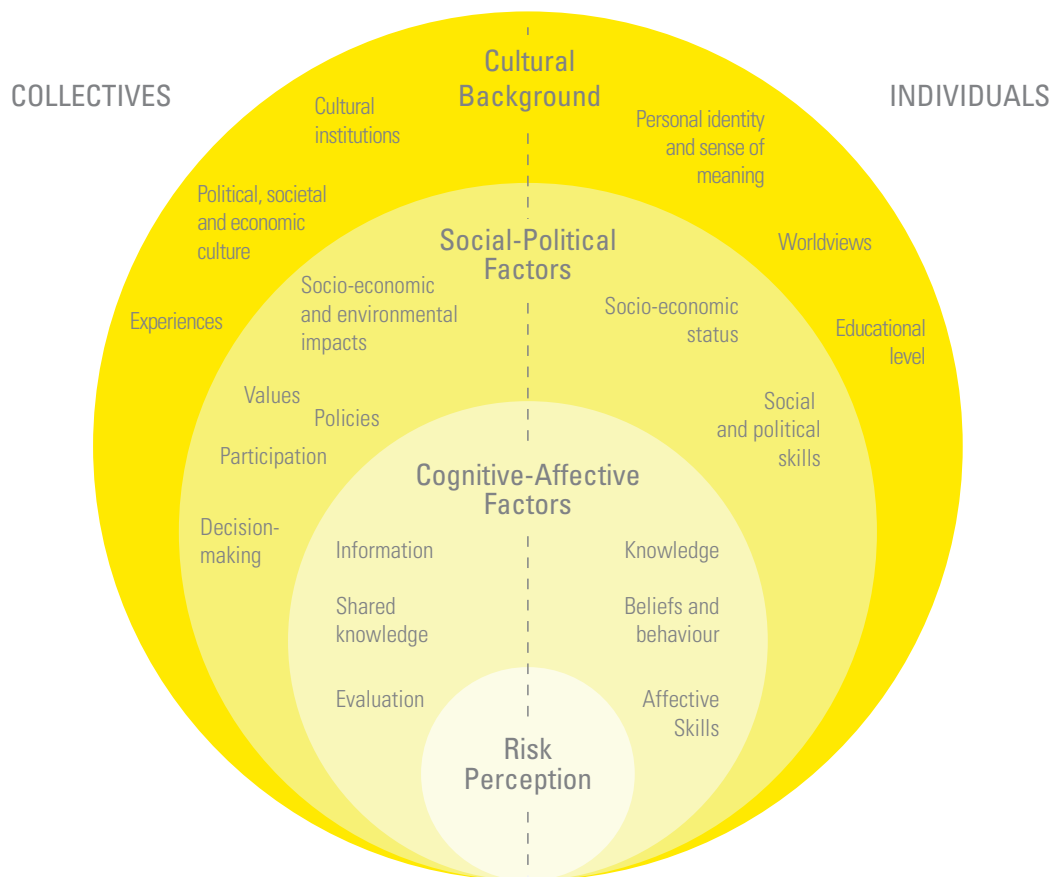 COLLECTIVES
INDIVIDUALS
Cultural
Background
Cultural
institutions
Personal identity
and sense of
meaning
Political, societal
and economic
culture
Worldviews
Experiences
Educational
level
Social-Political
Factors
Socio-economic
and environmental
impacts
Socio-economic
status
Values
Policies
Participation
Social
and political
skills
Decision-
making
Cognitive-Affective
Factors
Information
Knowledge
Shared
knowledge
Beliefs and
behaviour
Evaluation
Affective
Skills
Risk
Perception